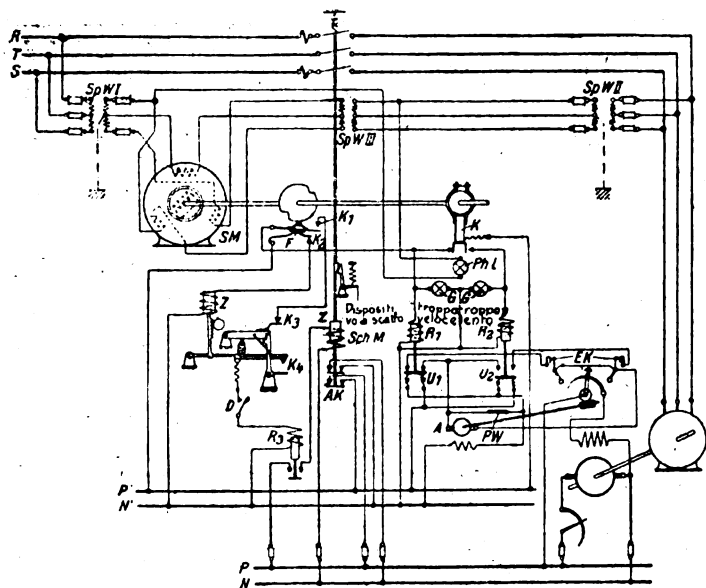 R
T
S
SpW I
SpW II
SpW III
SM
F
K1
K2
K
Ph l
G G
Z
K3
Z
Dispositi
vo di scatto
troppo troppo
veloce lento
Sch M
R1
R2
EK
K4
U1
U2
AK
D
R3
A
PW
P'
N'
P
N